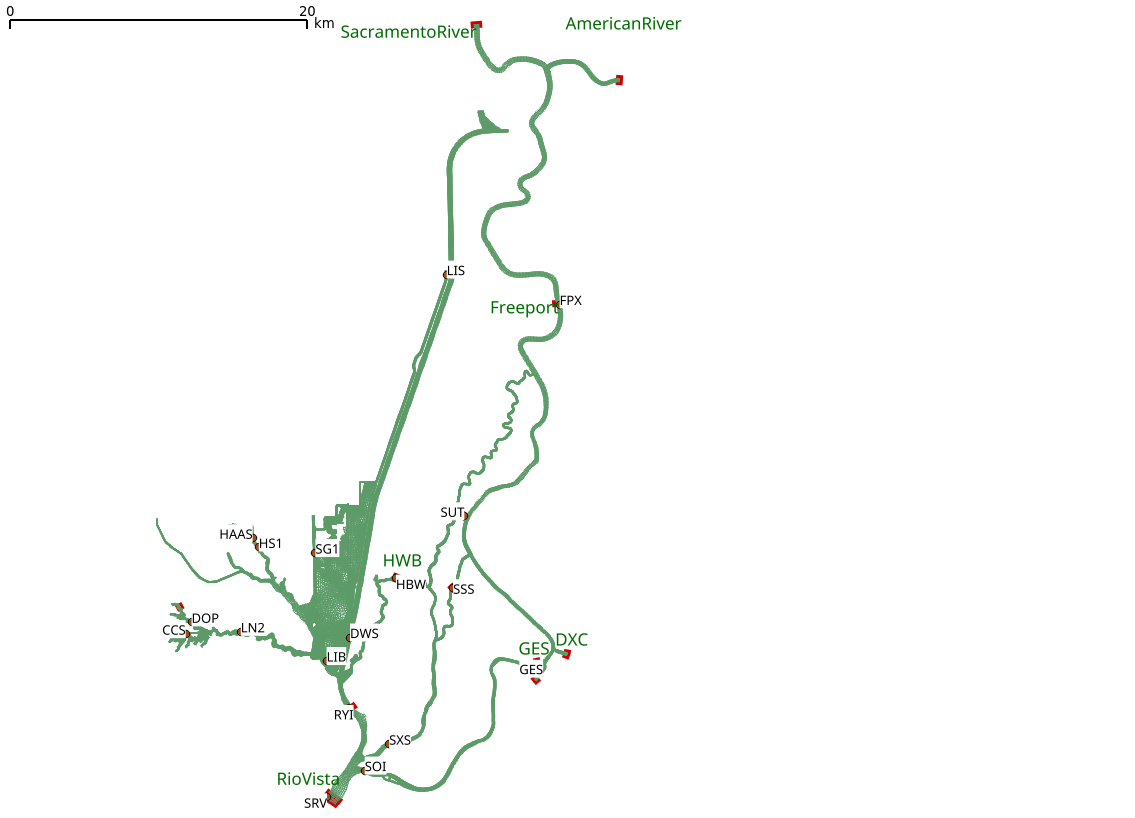 0 20
km
SacramentoRiver AmericanRiver
LIS
Freeport FPX
SUT
HAAS
HS1
SG1
HWB
HBW
SSS
DOP
CCS LN2
DWS
DXC
GES
LIB
GES
RYI
SXS
SOI
RioVista
SRV